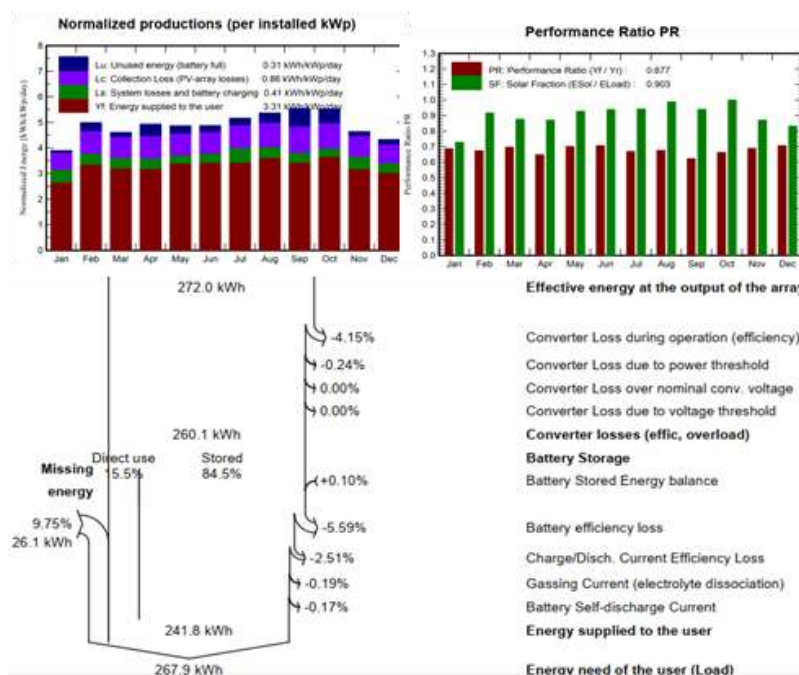 Normalized productions (per installed kWp)
Normalized Energy [kWh/kWp/day]
8
7
6
5
4
3
2
1
0
Lu: Unused energy (battery full) 0.31 kWh/kWp/day
Lc: Collection Loss (PV-array losses) 0.86 kWh/kWp/day
Ls: System losses and battery charging 0.41 kWh/kWp/day
Yf: Energy supplied to the user 3.31 kWh/kWp/day
Jan Feb Mar Apr May Jun Jul Aug Sep Oct Nov Dec
Performance Ratio PR
Performance Ratio PR
1.3
1.2
1.1
1.0
0.9
0.8
0.7
0.6
0.5
0.4
0.3
0.2
0.1
0.0
PR: Performance Ratio (Yf / Yr) : 0.677
SF: Solar Fraction (ESol / ELoad) : 0.903
Jan Feb Mar Apr May Jun Jul Aug Sep Oct Nov Dec
272.0 kWh Effective energy at the output of the array
-4.15% Converter Loss during operation (efficiency)
-0.24% Converter Loss due to power threshold
0.00% Converter Loss over nominal conv. voltage
0.00% Converter Loss due to voltage threshold
260.1 kWh Converter losses (effic, overload)
Direct use Stored Battery Storage
Missing 15.5% 84.5%
energy +0.10% Battery Stored Energy balance
9.75% -5.59% Battery efficiency loss
26.1 kWh
-2.51% Charge/Disch. Current Efficiency Loss
-0.19% Gassing Current (electrolyte dissociation)
-0.17% Battery Self-discharge Current
241.8 kWh Energy supplied to the user
267.9 kWh Energy need of the user (Load)